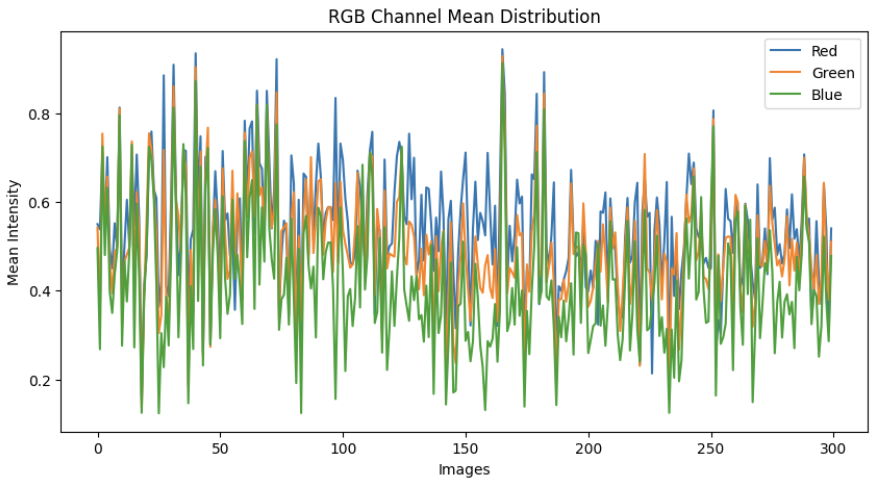 RGB Channel Mean Distribution
Red
Green
Blue
0.8
0.6
0.4
0.2
Mean Intensity
0
50
100
150
200
250
300
Images